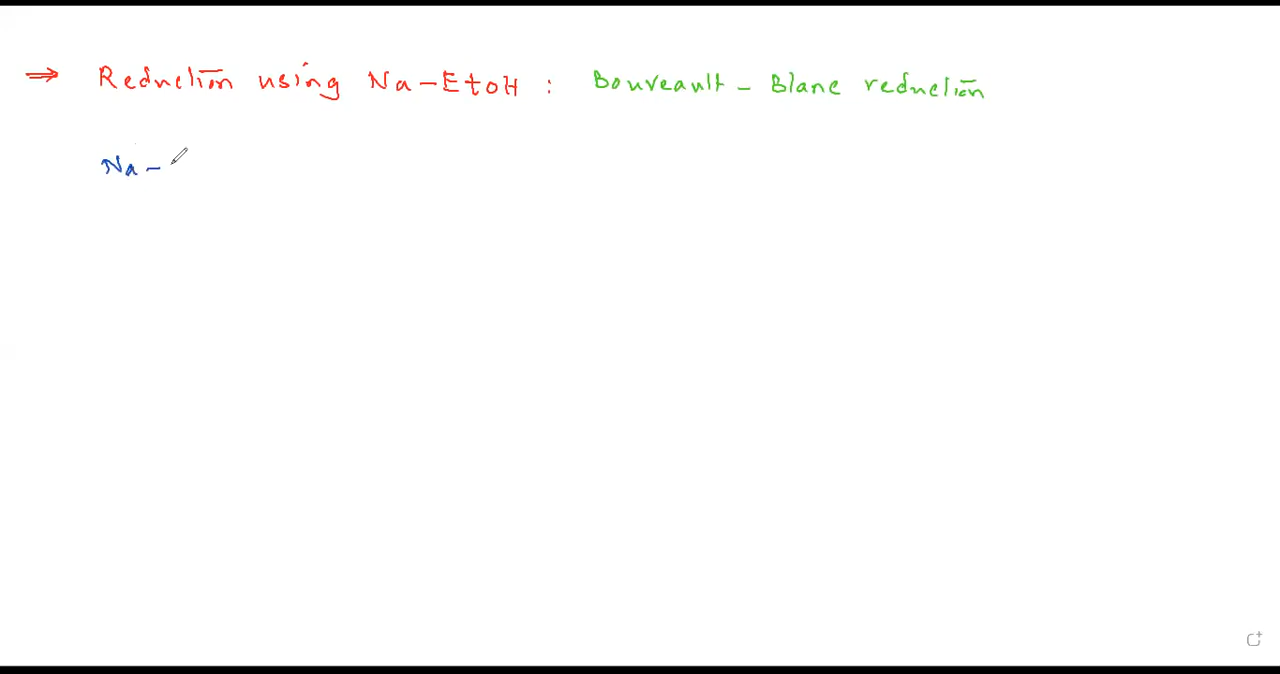 ⇒ Reduction using Na-EtOH : Bouveault - Blanc reduction
Na -